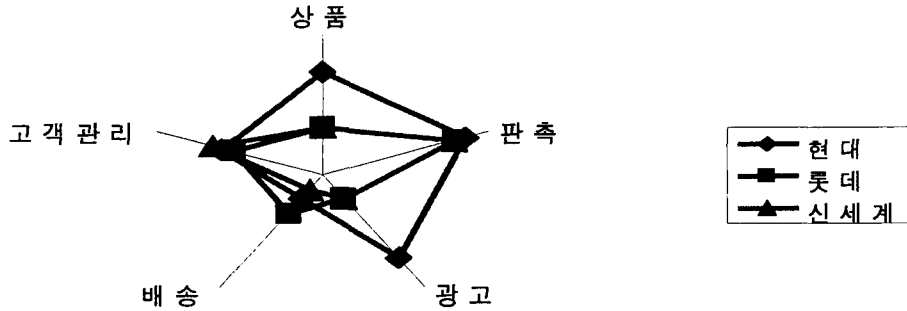 상 품
고 객 관 리
판 촉
현 대
롯 데
신 세 계
배 송
광 고